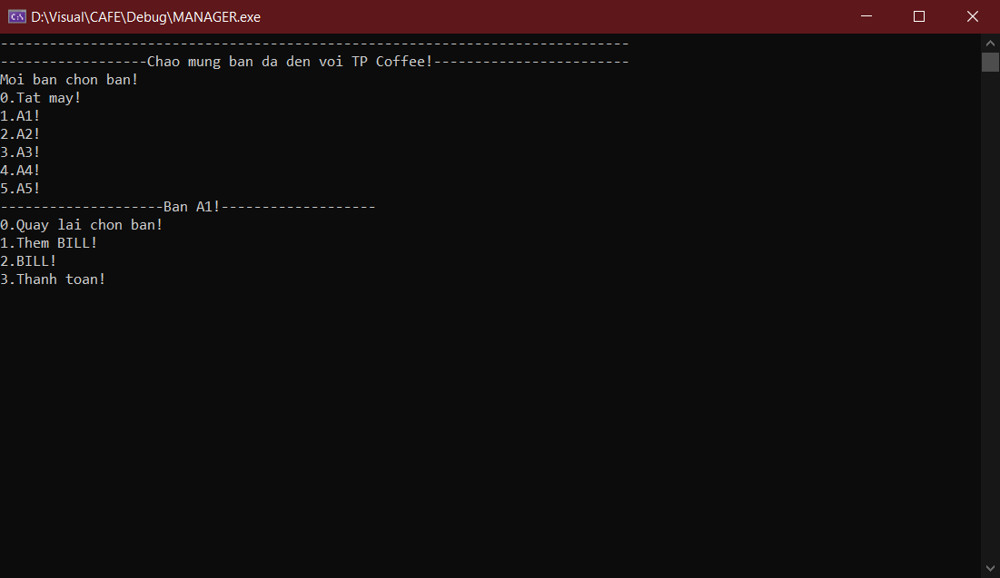 D:\Visual\CAFE\Debug\MANAGER.exe
-----------------------------------------------------------------------------
------------------Chao mung ban da den voi TP Coffee!------------------------
Moi ban chon ban!
0.Tat may!
1.A1!
2.A2!
3.A3!
4.A4!
5.A5!
--------------------Ban A1!-------------------
0.Quay lai chon ban!
1.Them BILL!
2.BILL!
3.Thanh toan!